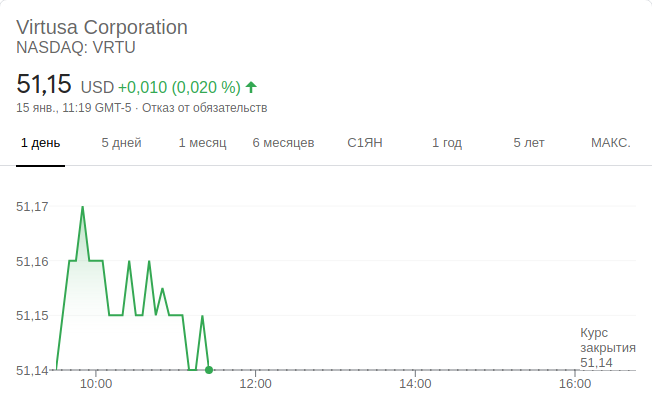 Virtusa Corporation
NASDAQ: VRTU
51,15 USD +0,010 (0,020 %)
15 янв., 11:19 GMT-5 · Отказ от обязательств
1 день 5 дней 1 месяц 6 месяцев С1ЯН 1 год 5 лет МАКС.
51,17
51,16
51,15
Курс
закрытия
51,14
51,14
10:00 12:00 14:00 16:00